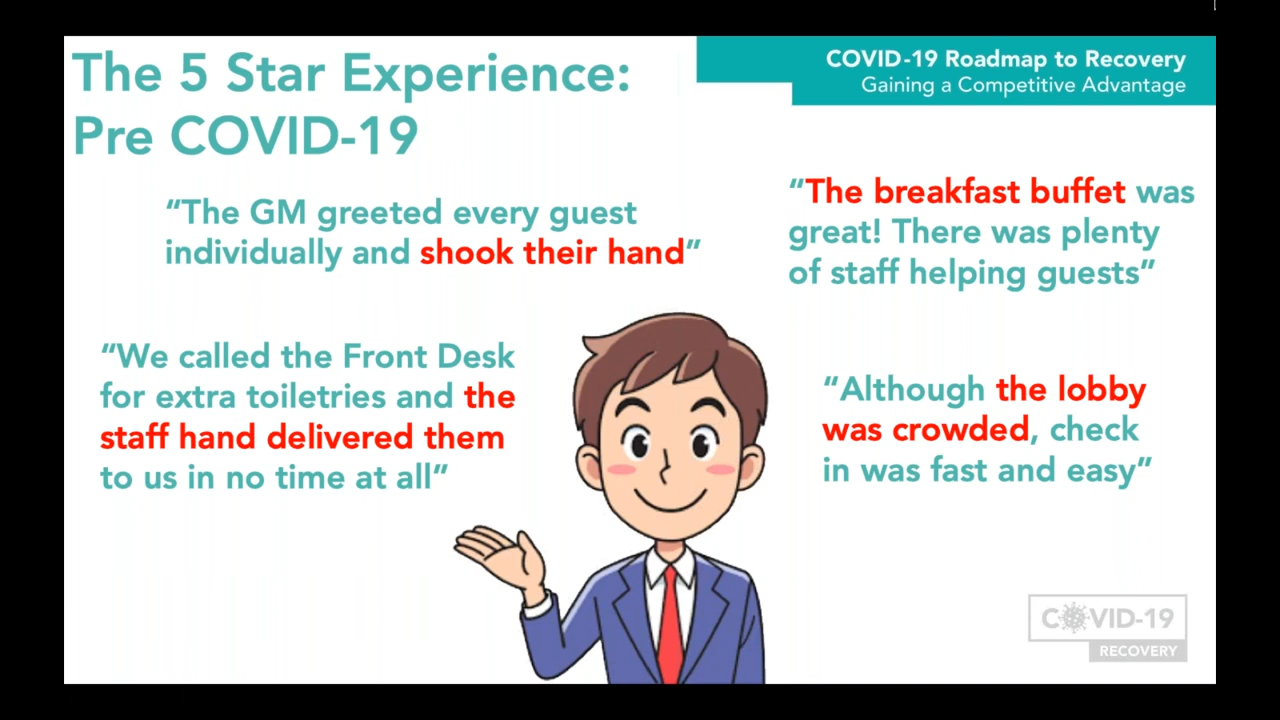 The 5 Star Experience:
Pre COVID-19
COVID-19 Roadmap to Recovery
Gaining a Competitive Advantage
“The GM greeted every guest
individually and shook their hand”
“The breakfast buffet was
great! There was plenty
of staff helping guests”
“We called the Front Desk
for extra toiletries and the
staff hand delivered them
to us in no time at all”
“Although the lobby
was crowded, check
in was fast and easy”
COVID-19
RECOVERY